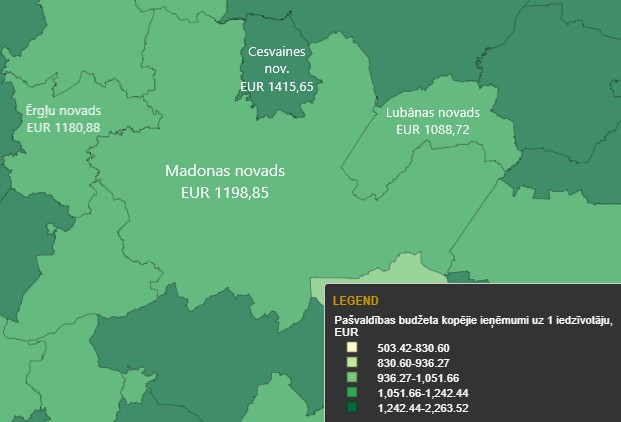 Cesvaines
nov.
EUR 1415,65
Ērgļu novads
EUR 1180,88
Lubānas novads
EUR 1088,72
Madonas novads
EUR 1198,85
LEGEND
Pašvaldības budžeta kopējie ieņēmumi uz 1 iedzīvotāju,
EUR
503.42-830.60
830.60-936.27
936.27-1,051.66
1,051.66-1,242.44
1,242.44-2,263.52